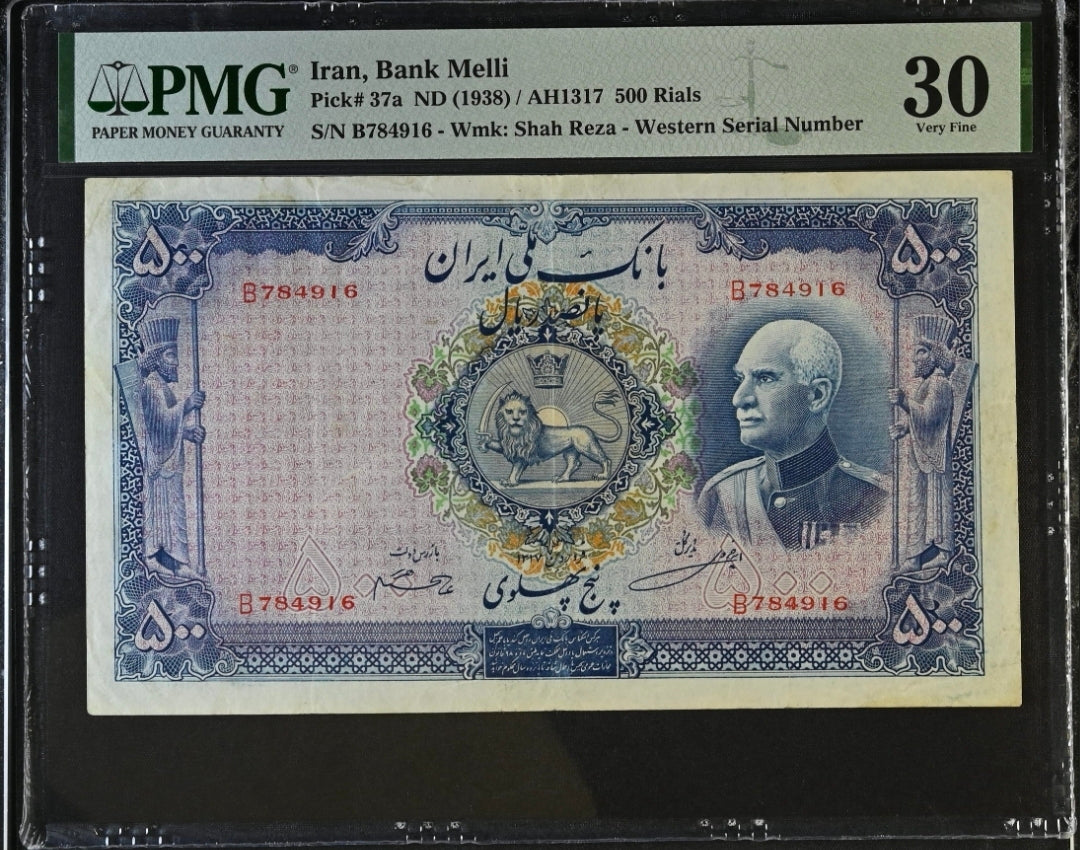 PMG®
PAPER MONEY GUARANTY
Iran, Bank Melli
Pick# 37a ND (1938) / AH1317 500 Rials
S/N B784916 - Wmk: Shah Reza - Western Serial Number
30
Very Fine
۵۰۰ ۵۰۰
بانک ملی ایران
B784916 B784916
پانصد ریال
بازرس دولت
پنج پهلوی
B784916 B784916
۵۰۰ ۵۰۰